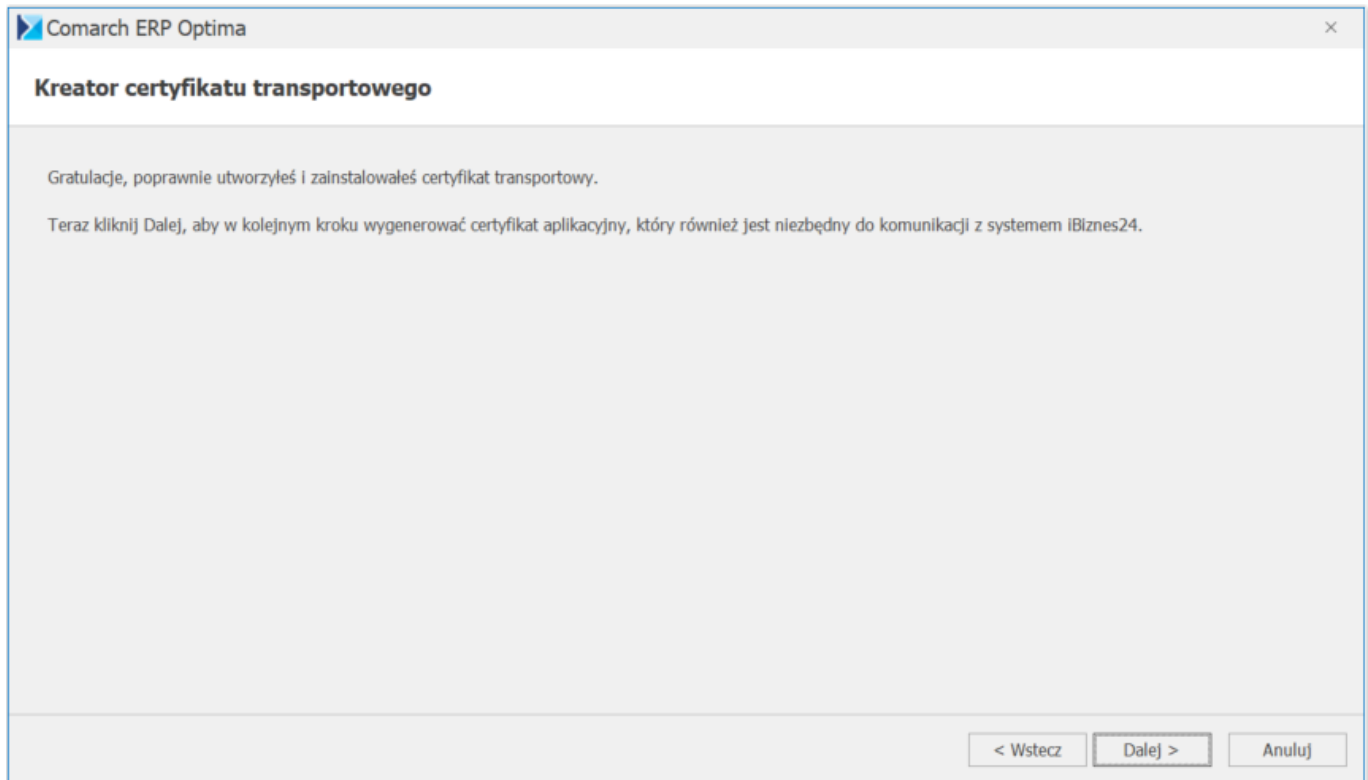 Comarch ERP Optima
Kreator certyfikatu transportowego
Gratulacje, poprawnie utworzyłeś i zainstalowałeś certyfikat transportowy.
Teraz kliknij Dalej, aby w kolejnym kroku wygenerować certyfikat aplikacyjny, który również jest niezbędny do komunikacji z systemem iBiznes24.
< Wstecz
Dalej >
Anuluj